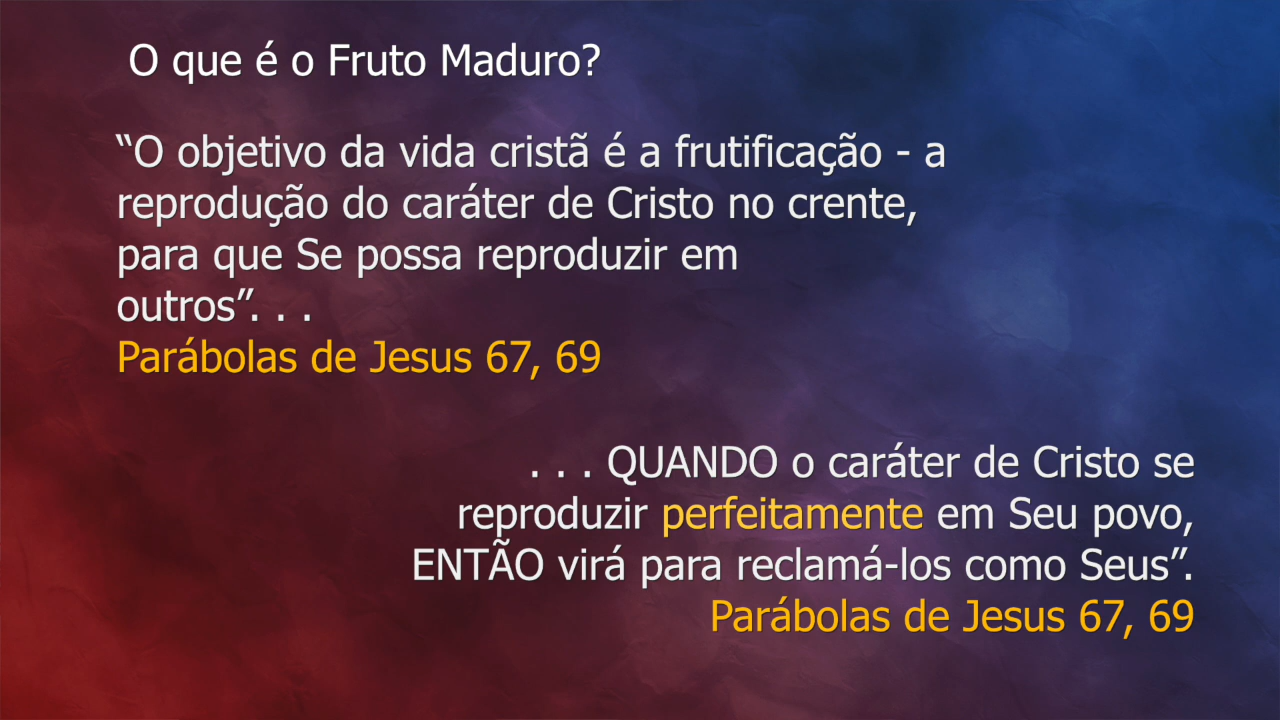 O que é o Fruto Maduro?
“O objetivo da vida cristã é a frutificação - a
reprodução do caráter de Cristo no crente,
para que Se possa reproduzir em
outros”. . .
Parábolas de Jesus 67, 69
. . . QUANDO o caráter de Cristo se
reproduzir perfeitamente em Seu povo,
ENTÃO virá para reclamá-los como Seus”.
Parábolas de Jesus 67, 69